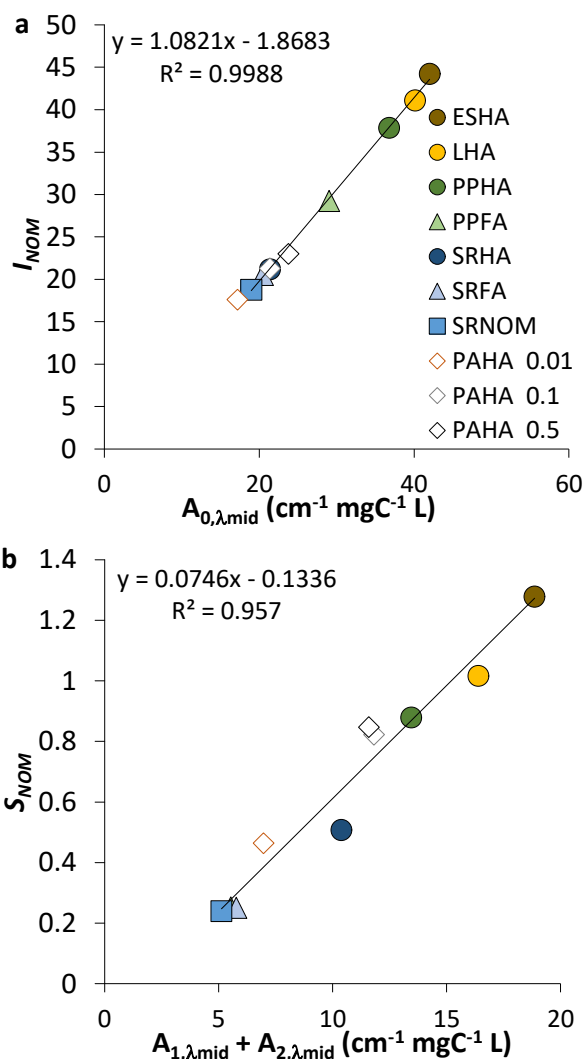 a
y = 1.0821x - 1.8683
R² = 0.9988
50
45
40
35
30
25
20
15
10
5
0
I_NOM
ESHA
LHA
PPHA
PPFA
SRHA
SRFA
SRNOM
PAHA 0.01
PAHA 0.1
PAHA 0.5
0 20 40 60
A0,λmid (cm⁻¹ mgC⁻¹ L)
b
y = 0.0746x - 0.1336
R² = 0.957
1.4
1.2
1
0.8
0.6
0.4
0.2
0
S_NOM
0 5 10 15 20
A1,λmid + A2,λmid (cm⁻¹ mgC⁻¹ L)